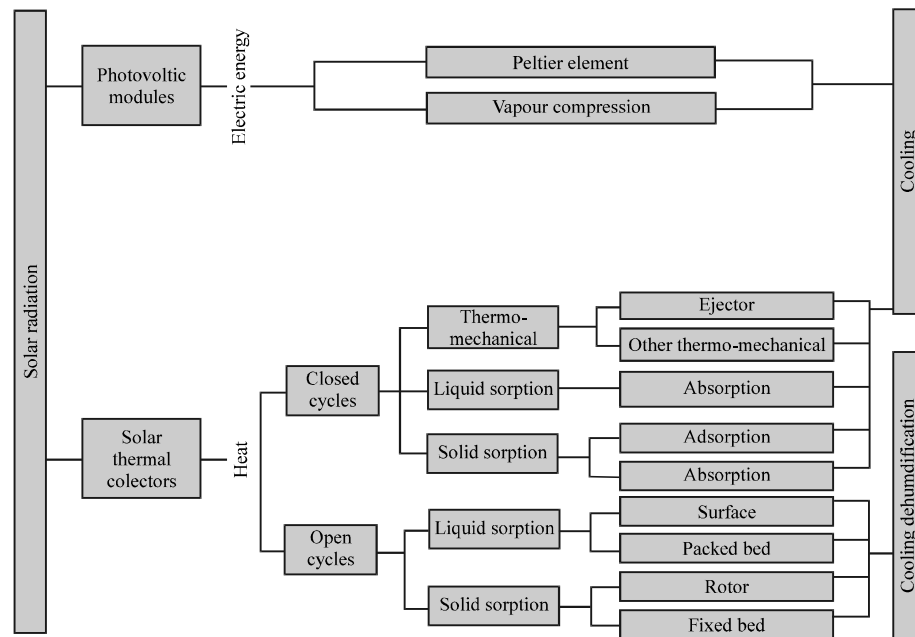 Solar radiation
Photovoltic
modules
Electric energy
Peltier element
Vapour compression
Cooling
Solar
thermal
colectors
Heat
Closed
cycles
Thermo-
mechanical
Ejector
Other thermo-mechanical
Liquid sorption
Absorption
Solid sorption
Adsorption
Absorption
Open
cycles
Liquid sorption
Surface
Packed bed
Solid sorption
Rotor
Fixed bed
Cooling dehumdification